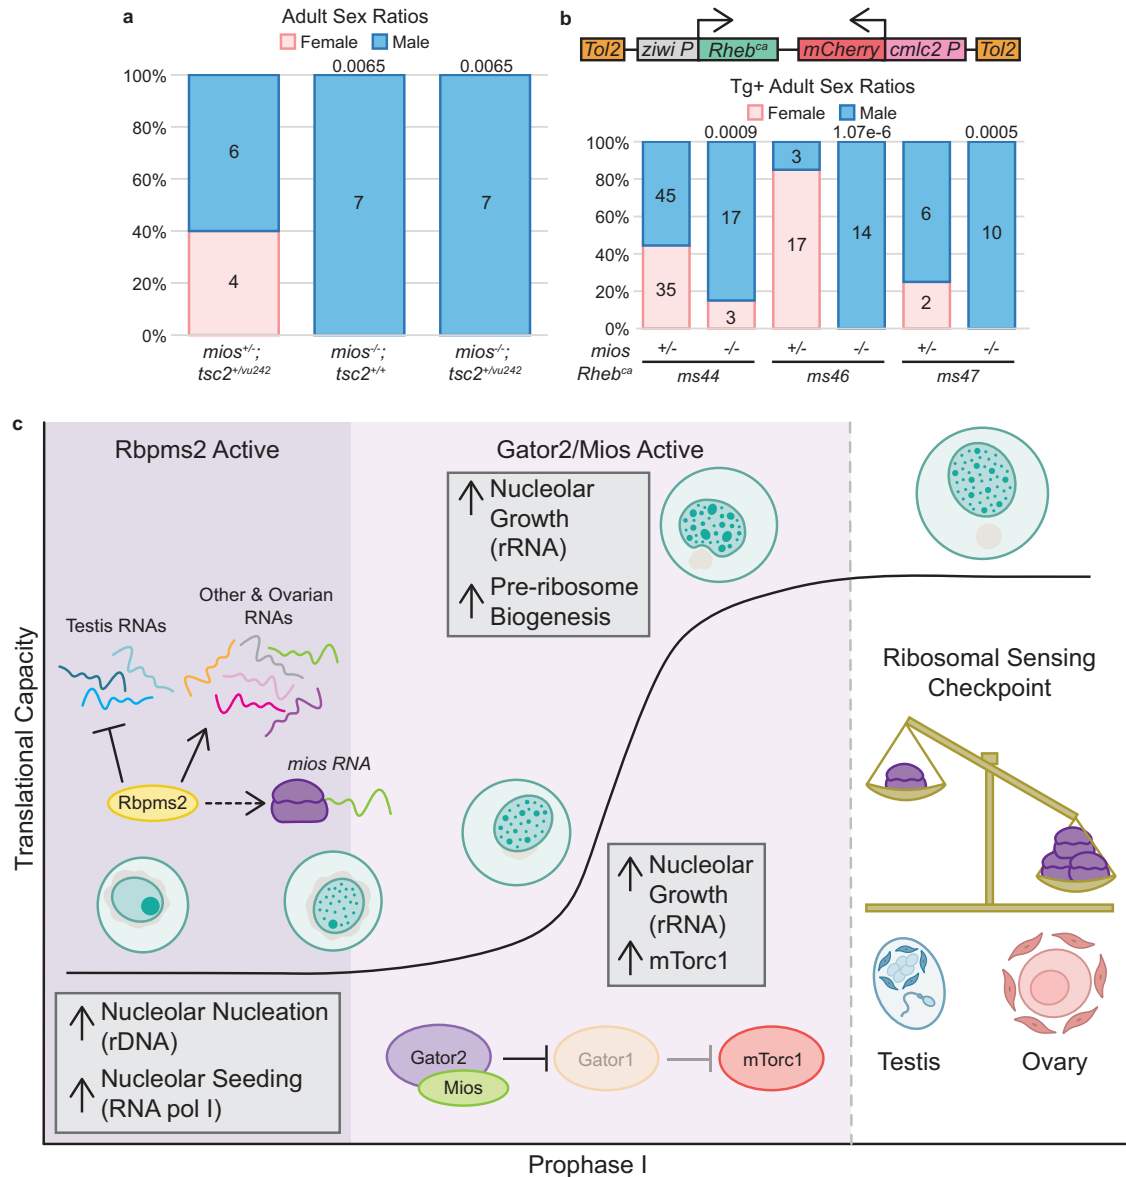 a
Adult Sex Ratios
Female Male
0.0065 0.0065
100%
80%
60%
40%
20%
0%
6
4
7
7
mios+/-; tsc2+/vu242
mios-/-; tsc2+/+
mios-/-; tsc2+/vu242
b
Tol2 ziwi P Rhebca mCherry cmlc2 P Tol2
Tg+ Adult Sex Ratios
Female Male
0.0009 1.07e-6 0.0005
100%
80%
60%
40%
20%
0%
45
35
17
3
3
17
14
6
2
10
mios +/- -/- +/- -/- +/- -/-
Rhebca ms44 ms46 ms47
c
Translational Capacity
Rbpms2 Active
Gator2/Mios Active
Nucleolar
Growth
(rRNA)
Pre-ribosome
Biogenesis
Other & Ovarian
RNAs
Testis RNAs
mios RNA
Rbpms2
Ribosomal Sensing
Checkpoint
Nucleolar
Growth
(rRNA)
mTorc1
Nucleolar Nucleation
(rDNA)
Nucleolar Seeding
(RNA pol I)
Gator2
Mios
Gator1
mTorc1
Testis
Ovary
Prophase I